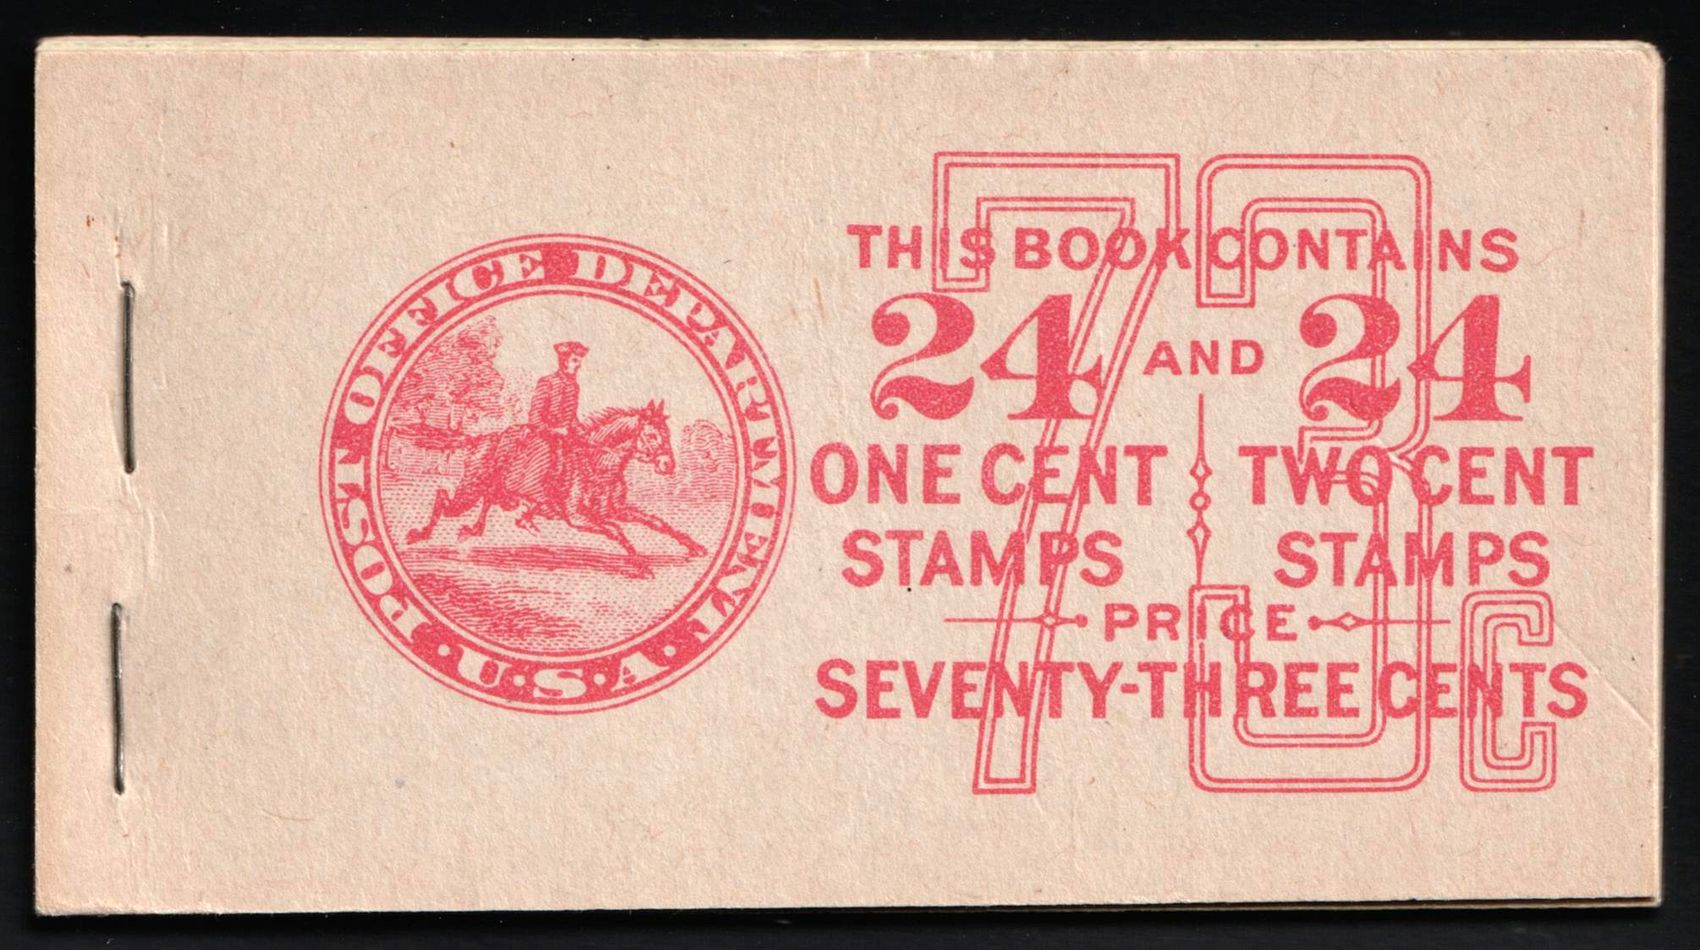 POST OFFICE DEPARTMENT
·U·S·A·
73c
THIS BOOK CONTAINS
24 AND 24
ONE CENT TWO CENT
STAMPS STAMPS
PRICE
SEVENTY-THREE CENTS